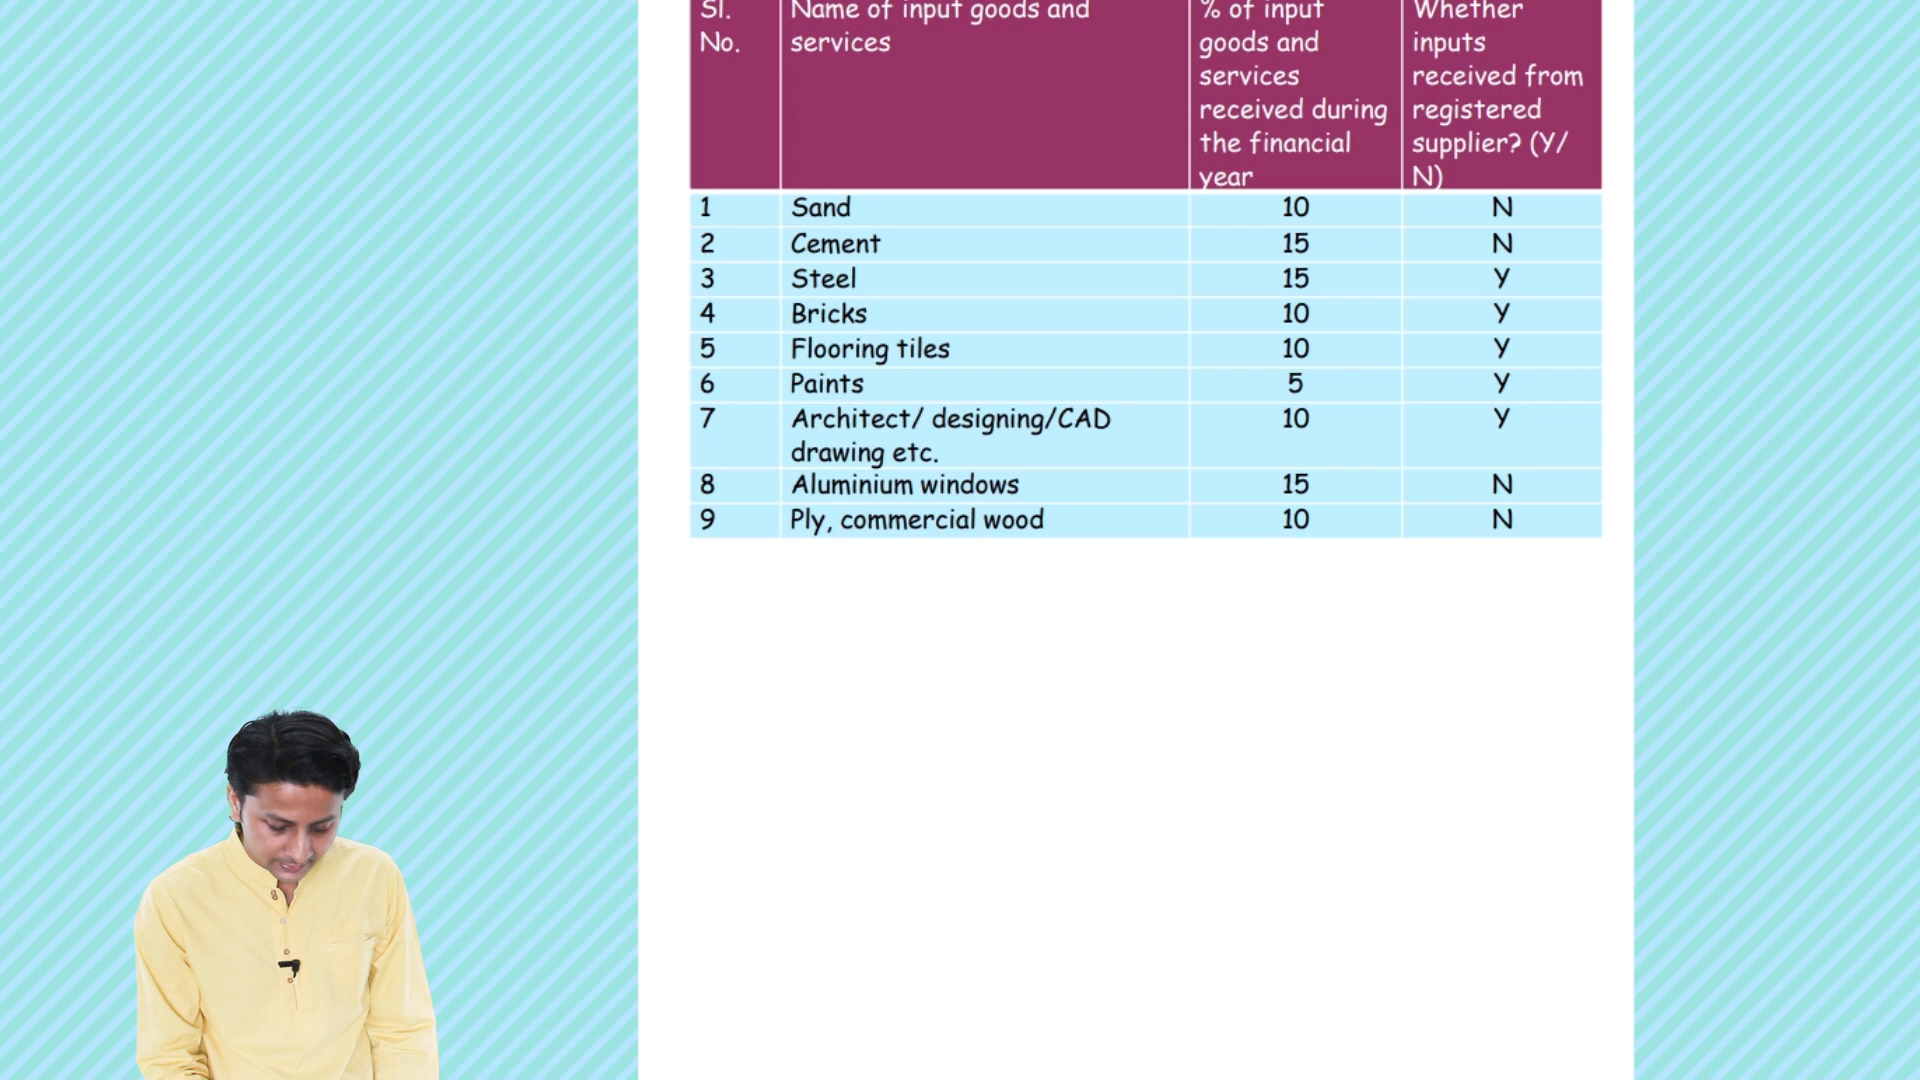 Sl. Name of input goods and % of input Whether
No. services goods and inputs
services received from
received during registered
the financial supplier? (Y/
year N)
1 Sand 10 N
2 Cement 15 N
3 Steel 15 Y
4 Bricks 10 Y
5 Flooring tiles 10 Y
6 Paints 5 Y
7 Architect/ designing/CAD 10 Y
drawing etc.
8 Aluminium windows 15 N
9 Ply, commercial wood 10 N